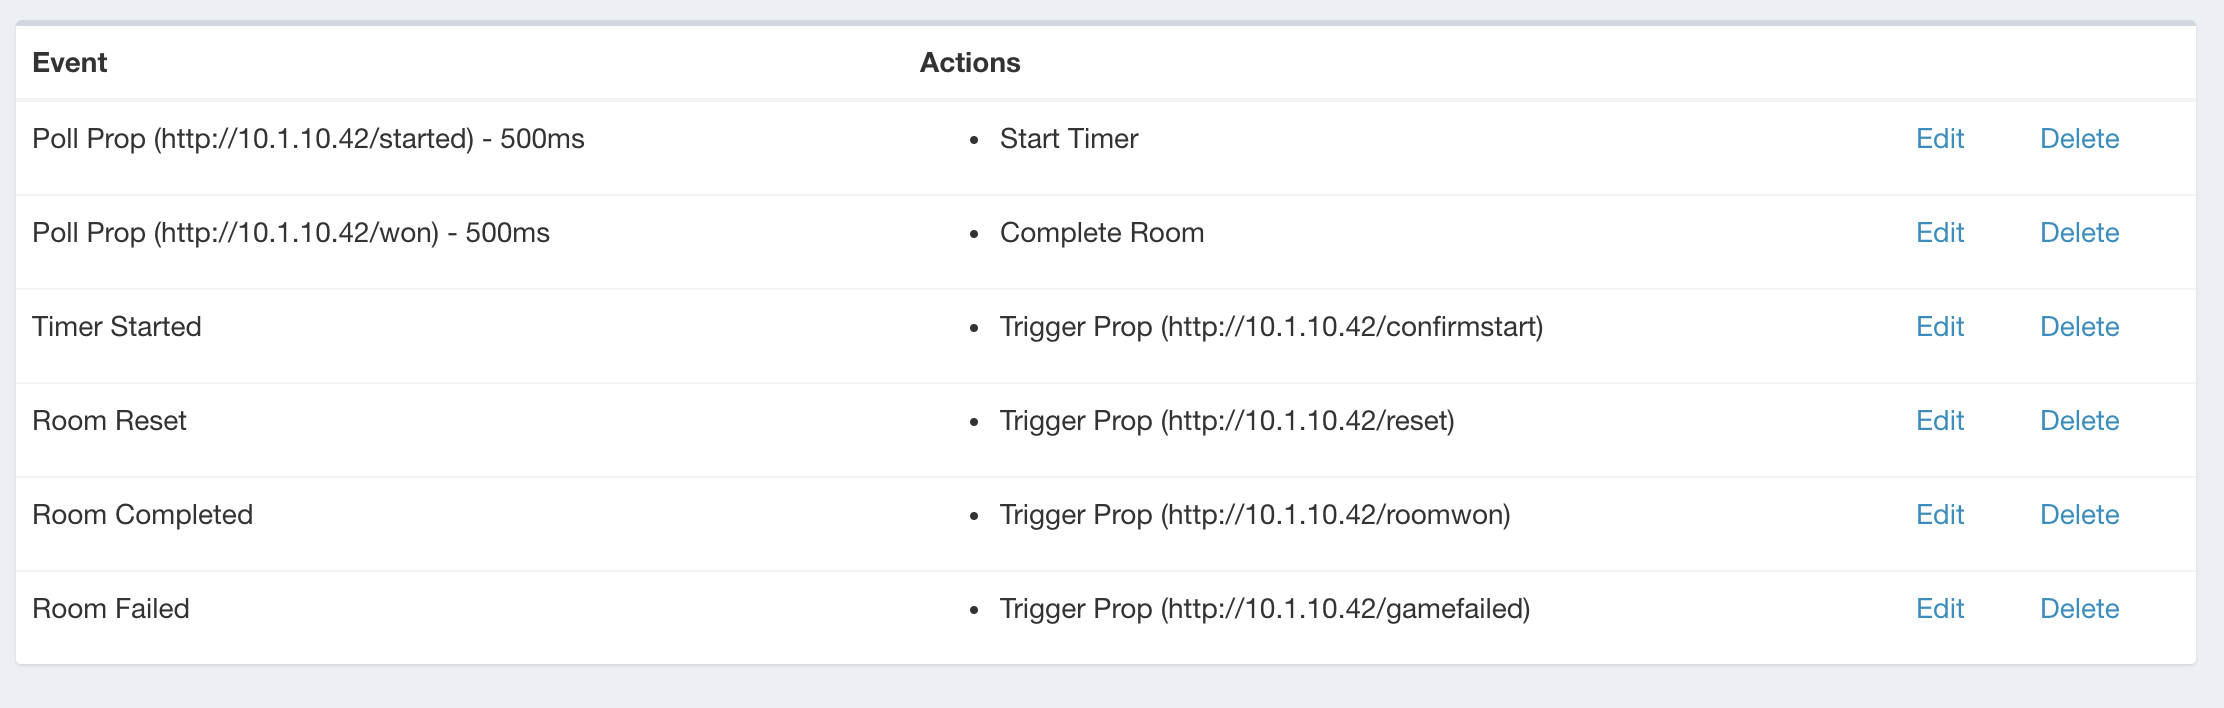 Event Actions
Poll Prop (http://10.1.10.42/started) - 500ms • Start Timer Edit Delete
Poll Prop (http://10.1.10.42/won) - 500ms • Complete Room Edit Delete
Timer Started • Trigger Prop (http://10.1.10.42/confirmstart) Edit Delete
Room Reset • Trigger Prop (http://10.1.10.42/reset) Edit Delete
Room Completed • Trigger Prop (http://10.1.10.42/roomwon) Edit Delete
Room Failed • Trigger Prop (http://10.1.10.42/gamefailed) Edit Delete